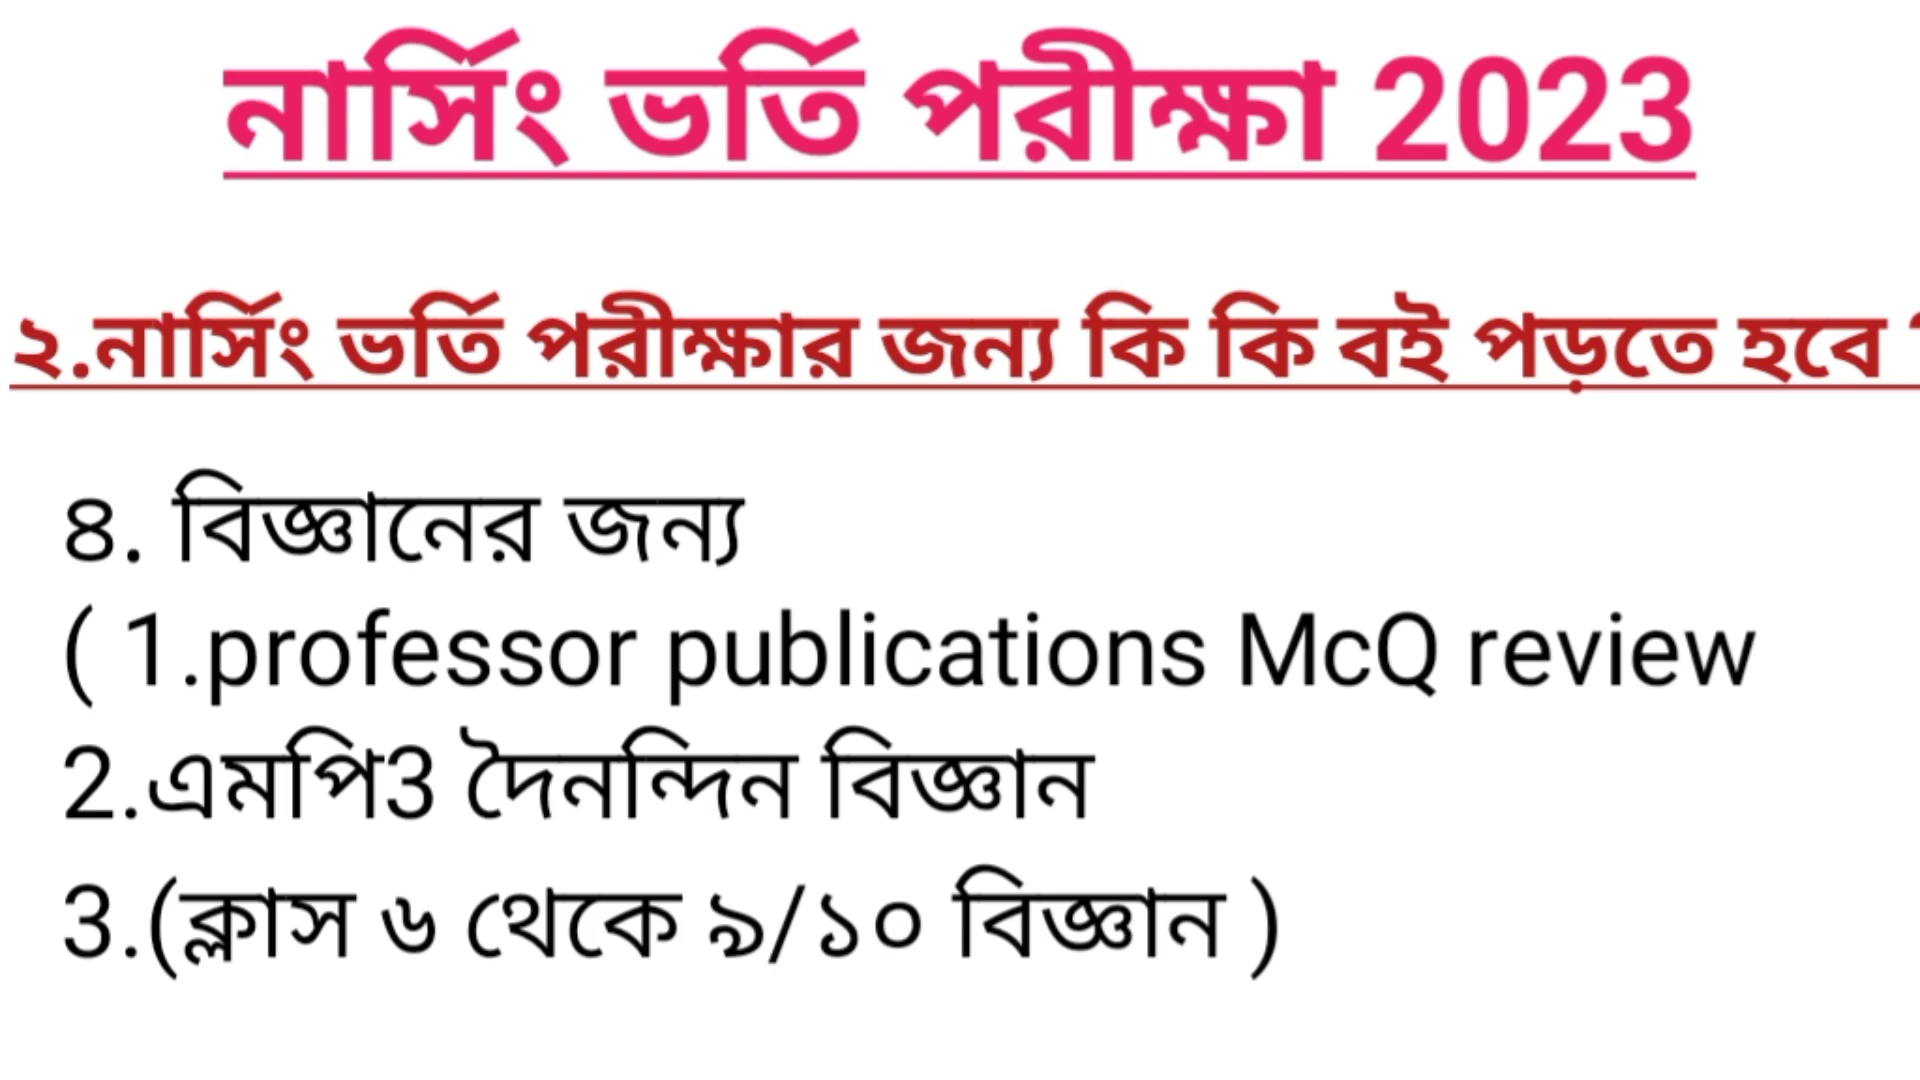 নার্সিং ভর্তি পরীক্ষা 2023
২.নার্সিং ভর্তি পরীক্ষার জন্য কি কি বই পড়তে হবে ?
৪. বিজ্ঞানের জন্য
( 1.professor publications McQ review
2.এমপি3 দৈনন্দিন বিজ্ঞান
3.(ক্লাস ৬ থেকে ৯/১০ বিজ্ঞান )